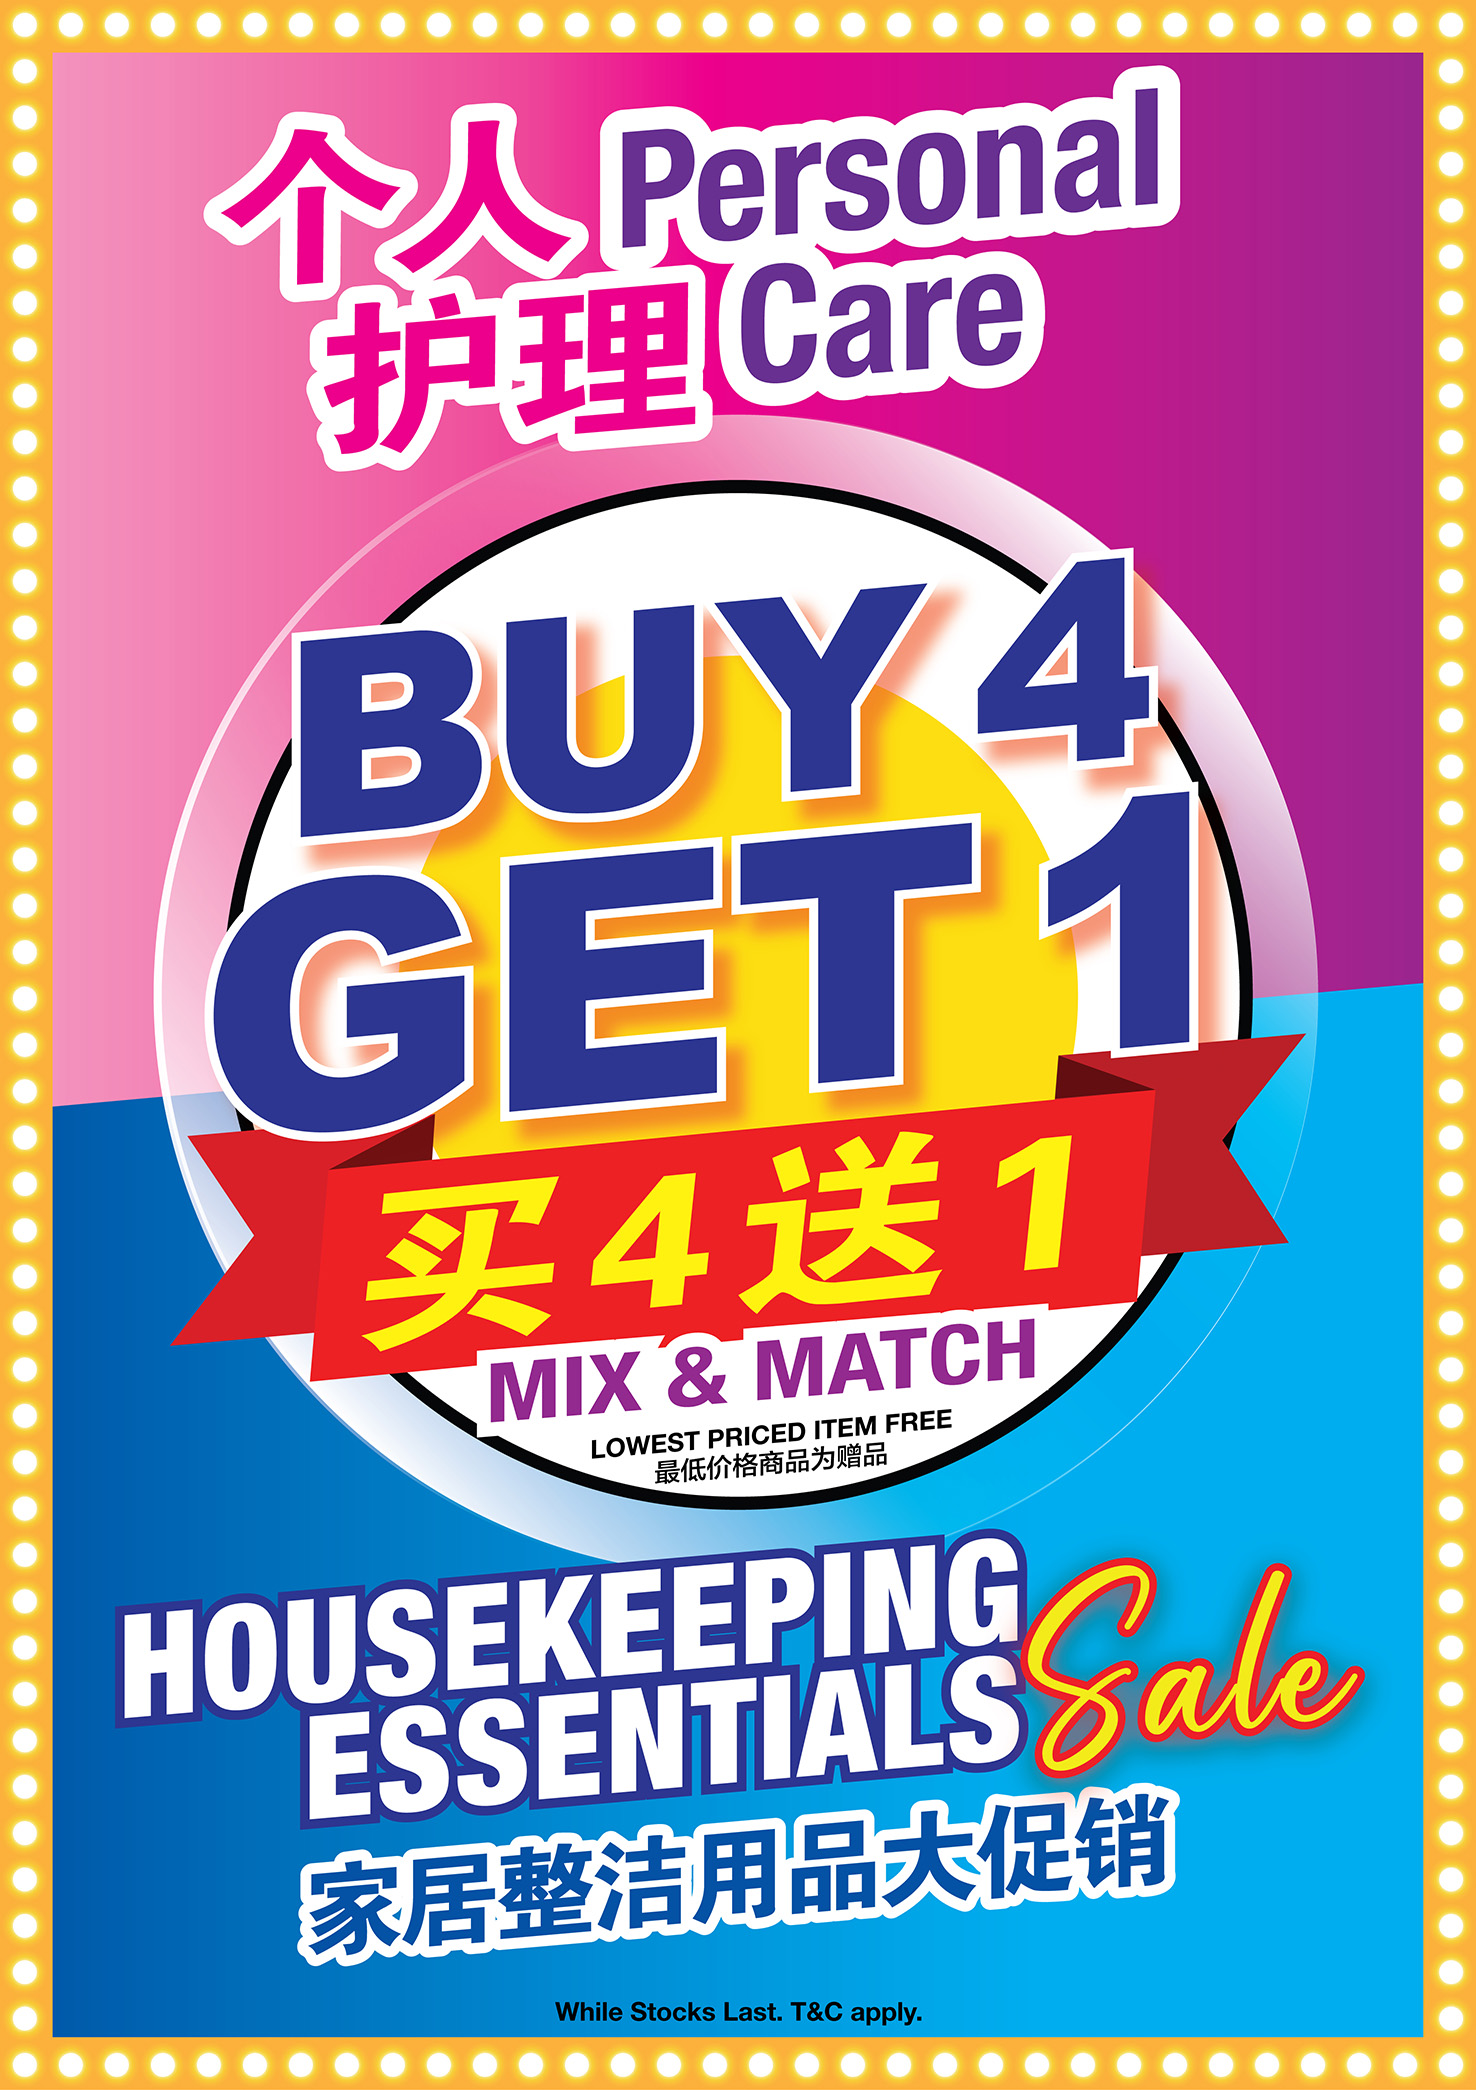 个人 Personal
护理 Care
BUY 4
GET 1
买4送1
MIX & MATCH
LOWEST PRICED ITEM FREE
最低价格商品为赠品
HOUSEKEEPING
ESSENTIALS Sale
家居整洁用品大促销
While Stocks Last. T&C apply.